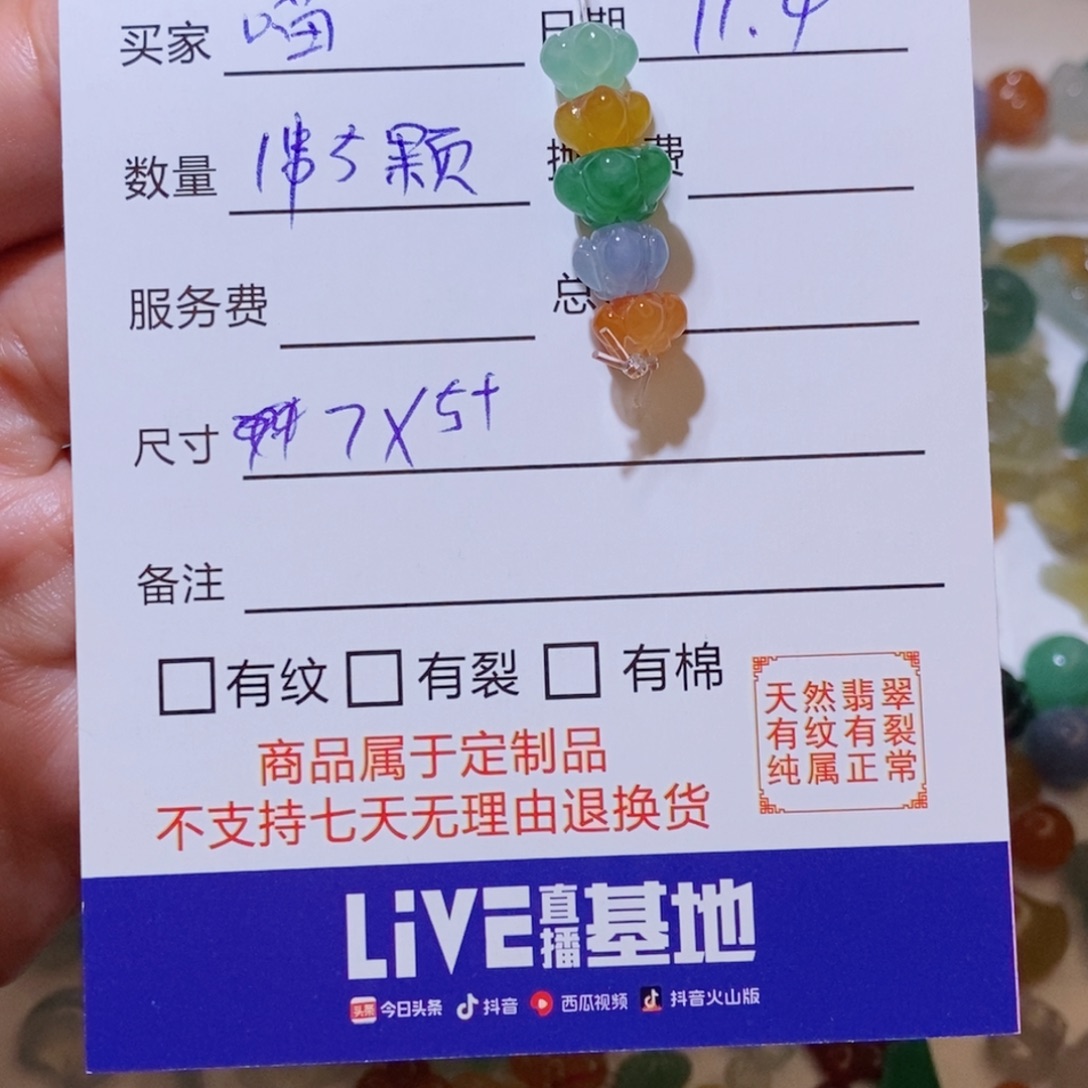 买家 喵 日期 11.4
数量 1串5颗 费
服务费 总
尺寸 7X5+
备注
有纹 有裂 有棉
天然翡翠
有纹有裂
纯属正常
商品属于定制品
不支持七天无理由退换货
LiVE直播基地
头条 今日头条 抖音 西瓜视频 抖音火山版